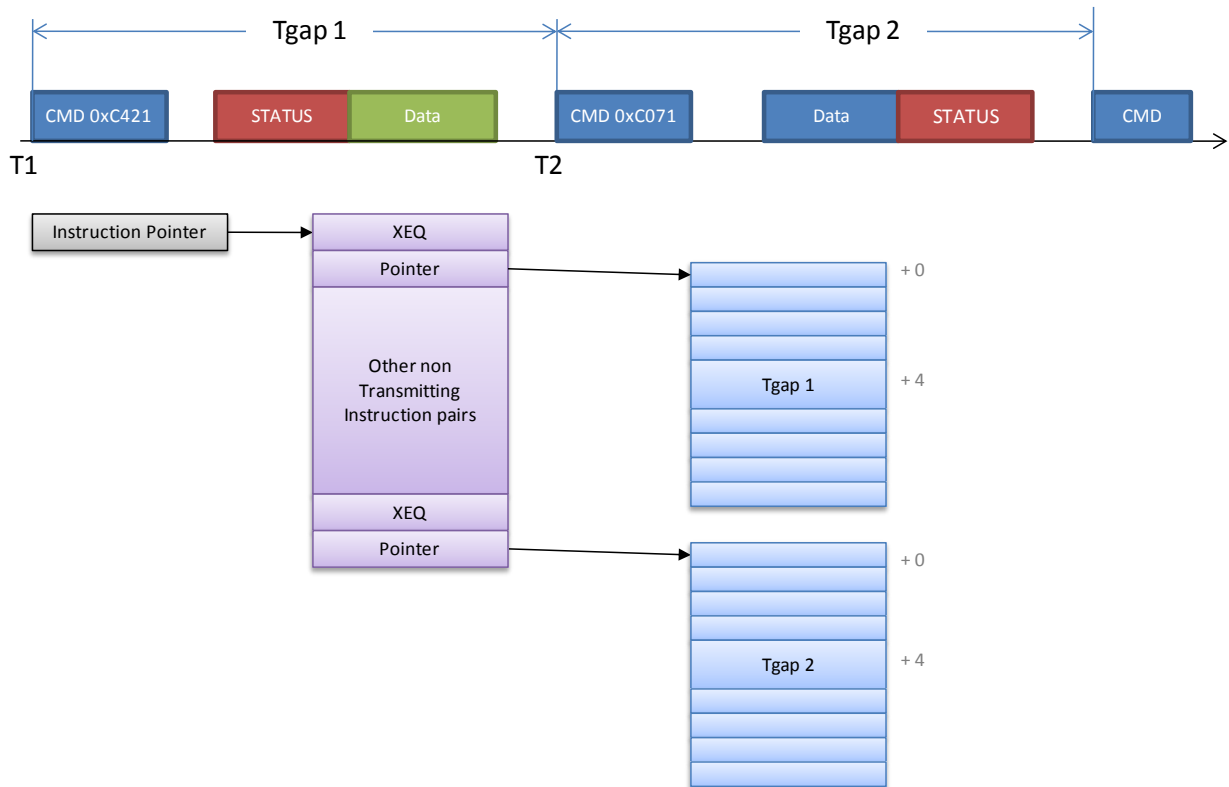 Tgap 1
Tgap 2
CMD 0xC421
STATUS
Data
CMD 0xC071
Data
STATUS
CMD
T1
T2
Instruction Pointer
XEQ
Pointer
+ 0
Other non
Transmitting
Instruction pairs
Tgap 1
+ 4
XEQ
Pointer
+ 0
Tgap 2
+ 4